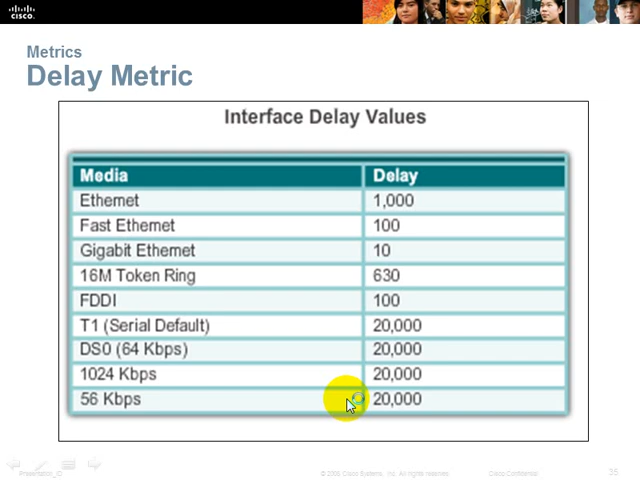 CISCO.
Metrics
Delay Metric
Interface Delay Values
Media Delay
Ethernet 1,000
Fast Ethernet 100
Gigabit Ethernet 10
16M Token Ring 630
FDDI 100
T1 (Serial Default) 20,000
DS0 (64 Kbps) 20,000
1024 Kbps 20,000
56 Kbps 20,000
Presentation_ID © 2008 Cisco Systems, Inc. All rights reserved. Cisco Confidential 35